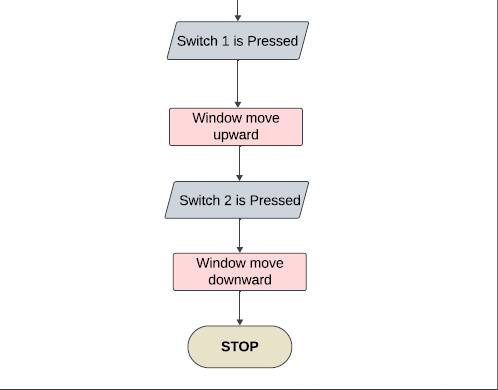 Switch 1 is Pressed
Window move
upward
Switch 2 is Pressed
Window move
downward
STOP